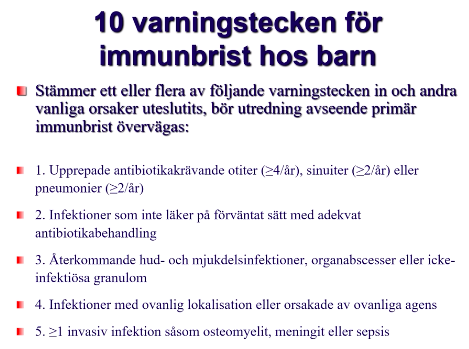 10 varningstecken för
immunbrist hos barn
Stämmer ett eller flera av följande varningstecken in och andra
vanliga orsaker uteslutits, bör utredning avseende primär
immunbrist övervägas:
1. Upprepade antibiotikakrävande otiter (≥4/år), sinuiter (≥2/år) eller
pneumonier (≥2/år)
2. Infektioner som inte läker på förväntat sätt med adekvat
antibiotikabehandling
3. Återkommande hud- och mjukdelsinfektioner, organabscesser eller icke-
infektiösa granulom
4. Infektioner med ovanlig lokalisation eller orsakade av ovanliga agens
5. ≥1 invasiv infektion såsom osteomyelit, meningit eller sepsis